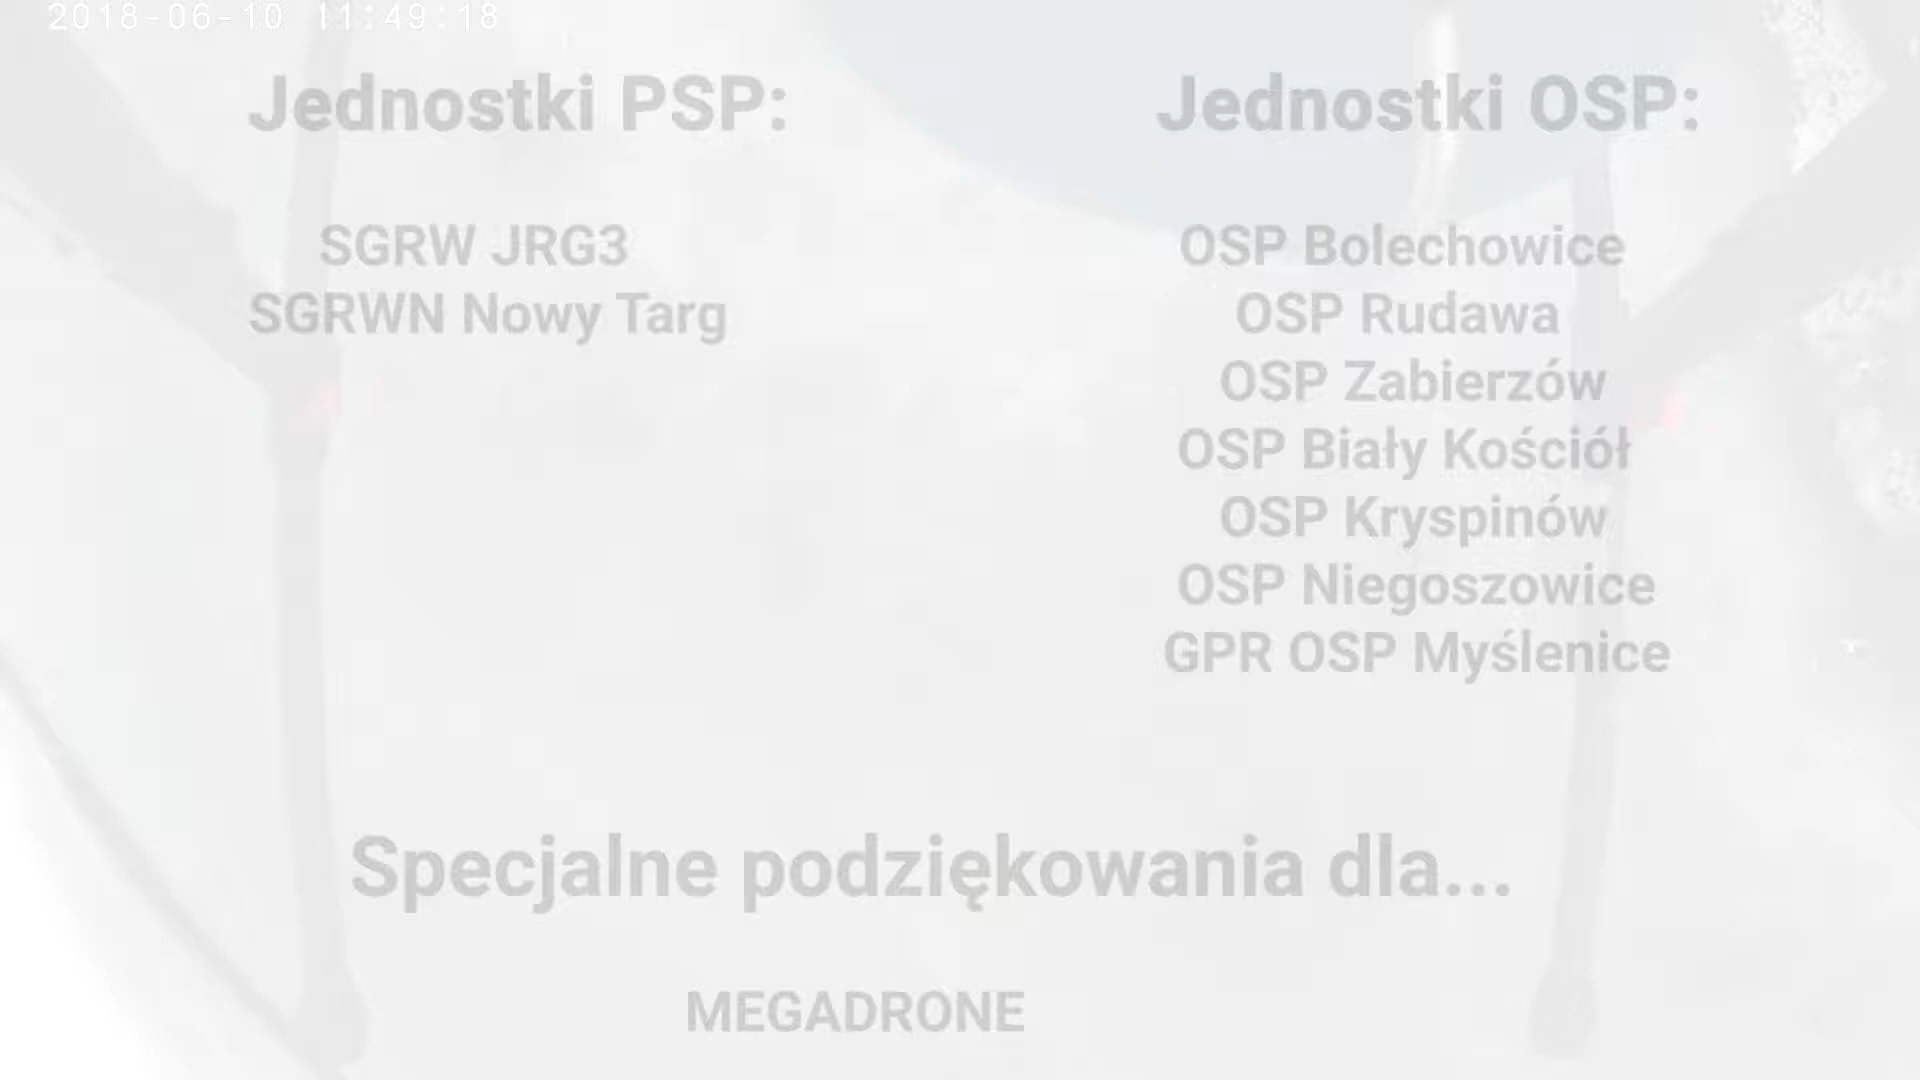 2018-06-10 11:49:18
Jednostki PSP:
SGRW JRG3
SGRWN Nowy Targ
Jednostki OSP:
OSP Bolechowice
OSP Rudawa
OSP Zabierzów
OSP Biały Kościół
OSP Kryspinów
OSP Niegoszowice
GPR OSP Myślenice
Specjalne podziękowania dla...
MEGADRONE